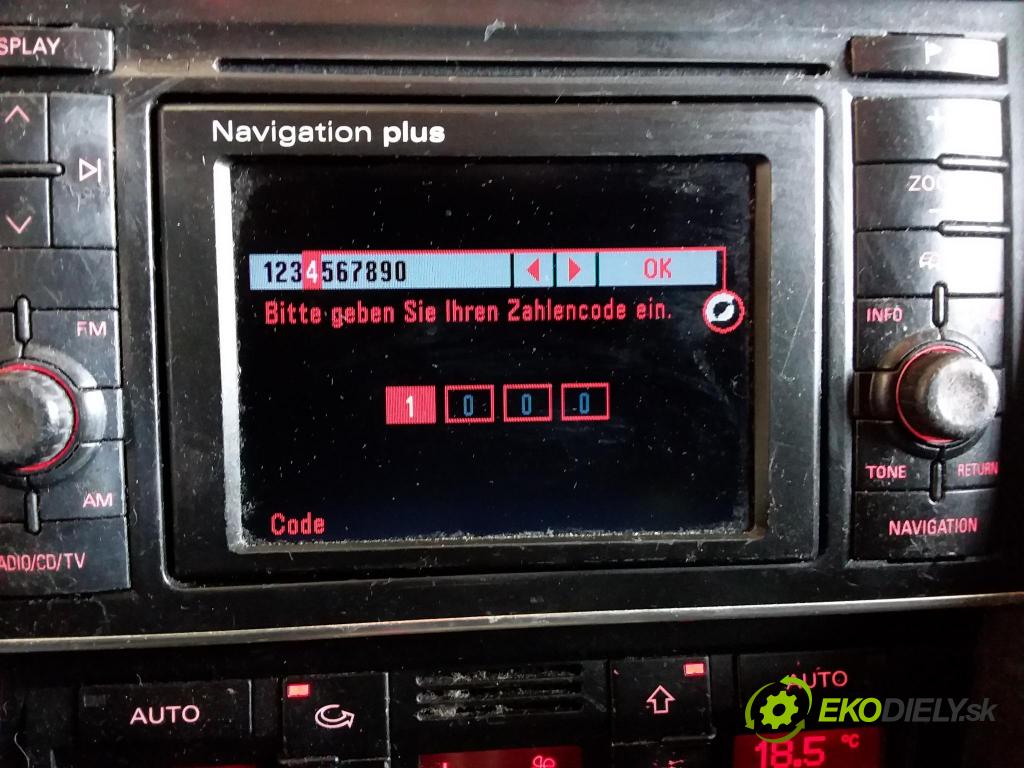 SPLAY
Navigation plus
1234567890 OK
Bitte geben Sie Ihren Zahlencode ein.
FM
INFO
1 0 0 0
AM
TONE
RETURN
Code
NAVIGATION
ADIO/CD/TV
AUTO
AUTO
EKODIELY.sk
18.5 °C